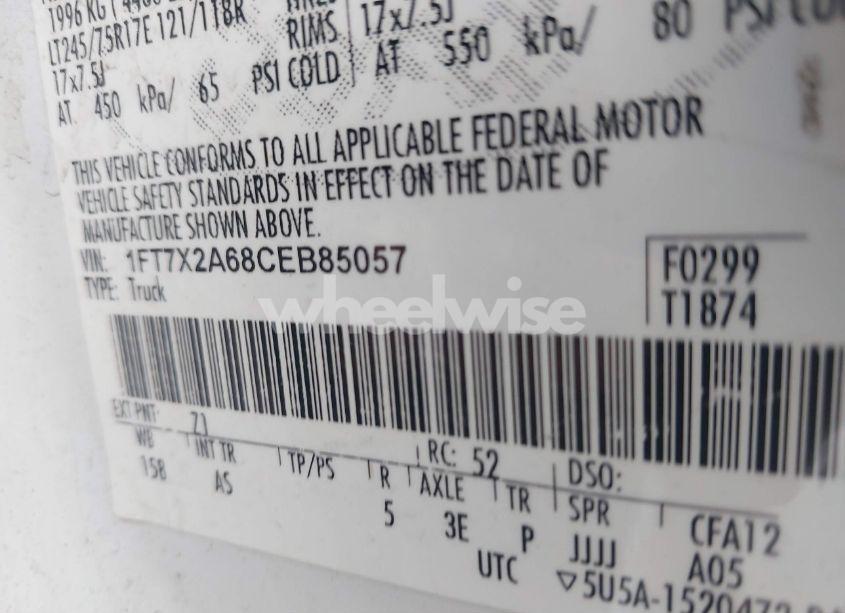 1996 KG
LT245/75R17E 121/118R
RIMS 17x7.5J
17x7.5J
AT 450 kPa/ 65 PSI COLD
AT 550 kPa/ 80 PSI
THIS VEHICLE CONFORMS TO ALL APPLICABLE FEDERAL MOTOR
VEHICLE SAFETY STANDARDS IN EFFECT ON THE DATE OF
MANUFACTURE SHOWN ABOVE.
VIN: 1FT7X2A68CEB85057
TYPE: Truck
F0299
T1874
wheelwise
EXT PNT: Z1
RC: 52
DSO:
WB INT TR TP/PS R AXLE TR SPR
158 AS 5 3E P JJJJ
CFA12
A05
UTC
▽5U5A-1520472